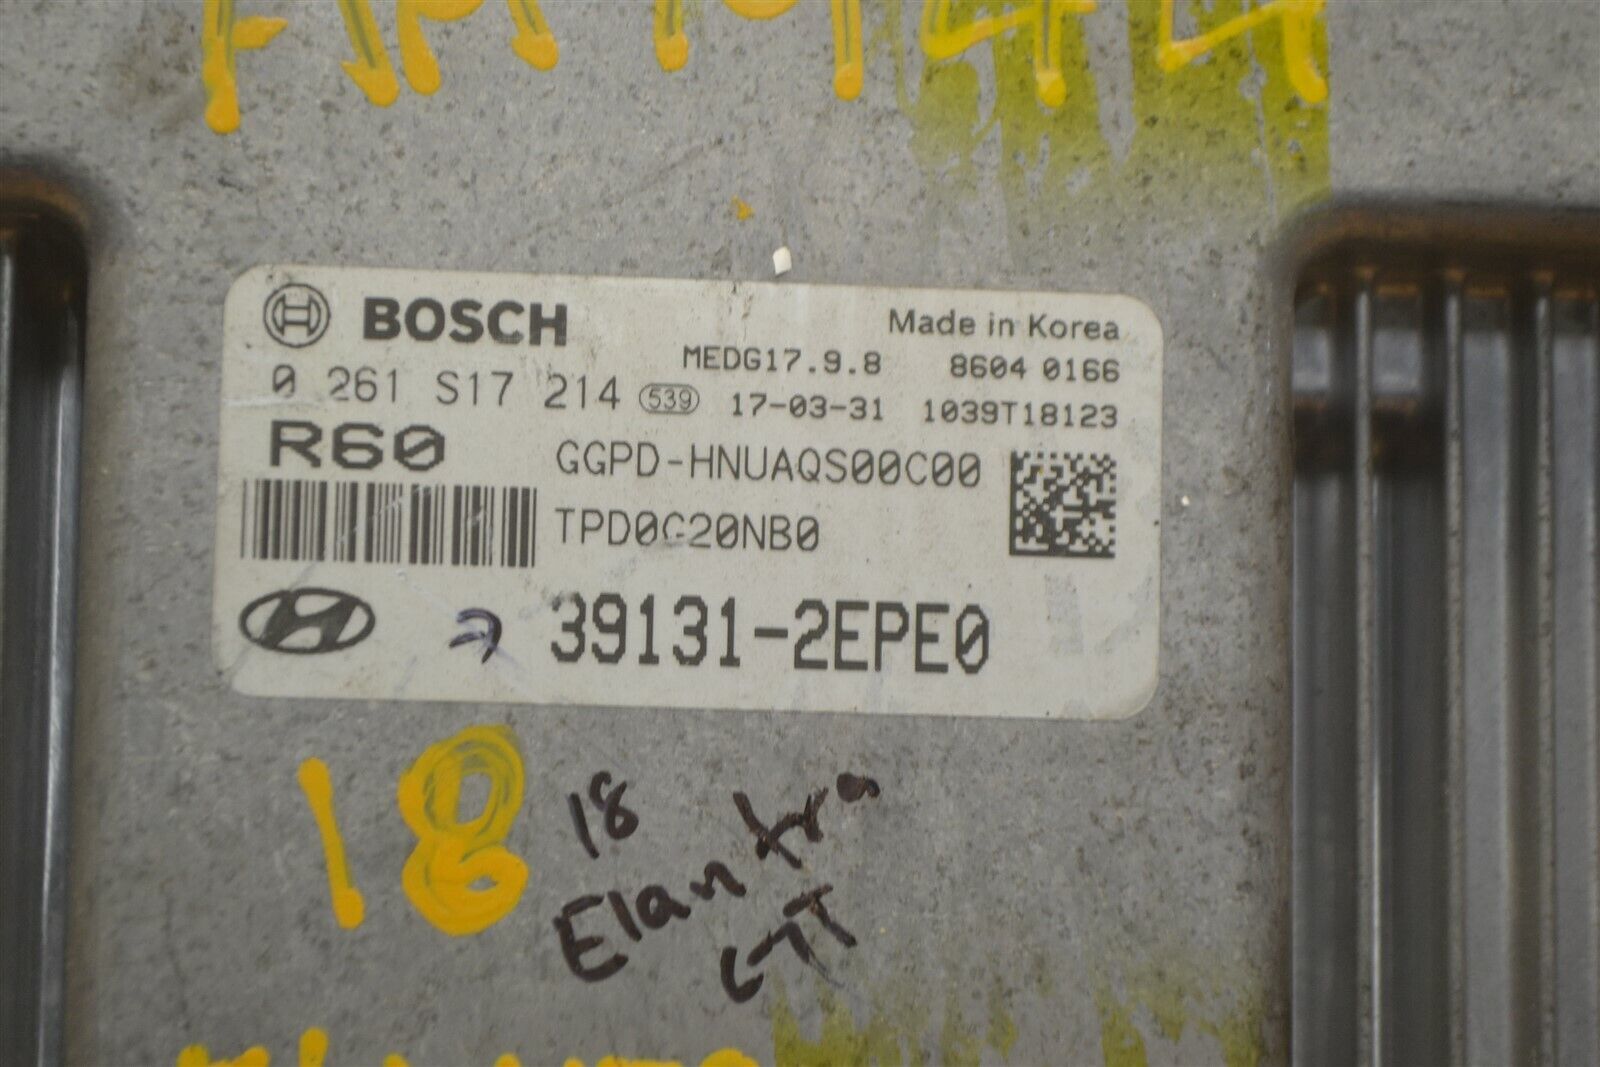 BOSCH
Made in Korea
MEDG17.9.8 8604 0166
0 261 S17 214 539 17-03-31 1039T18123
R60 GGPD-HNUAQS00C00
TPD0G20NB0
39131-2EPE0
18
18
Elantra
GT